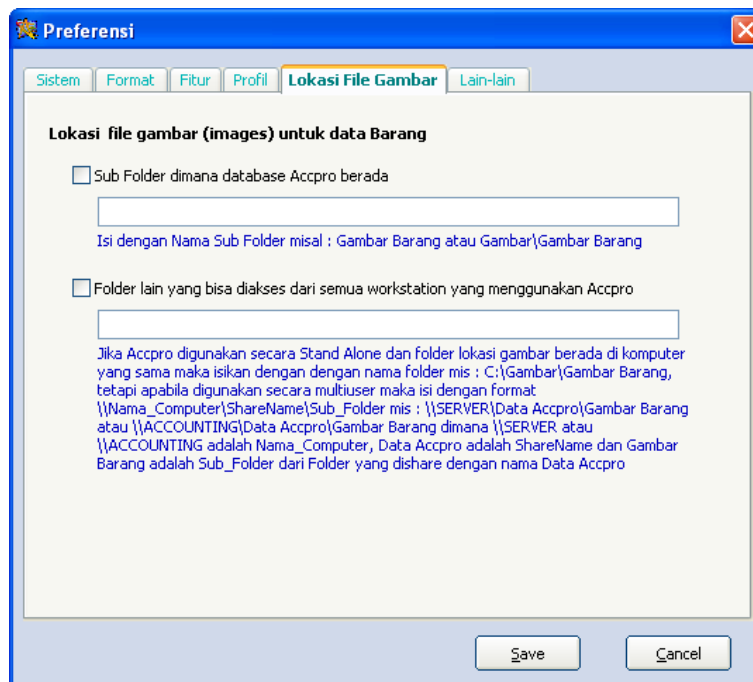 Preferensi
Sistem Format Fitur Profil Lokasi File Gambar Lain-lain
Lokasi file gambar (images) untuk data Barang
Sub Folder dimana database Accpro berada
Isi dengan Nama Sub Folder misal : Gambar Barang atau Gambar\Gambar Barang
Folder lain yang bisa diakses dari semua workstation yang menggunakan Accpro
Jika Accpro digunakan secara Stand Alone dan folder lokasi gambar berada di komputer
yang sama maka isikan dengan dengan nama folder mis : C:\Gambar\Gambar Barang,
tetapi apabila digunakan secara multiuser maka isi dengan format
\\Nama_Computer\ShareName\Sub_Folder mis : \\SERVER\Data Accpro\Gambar Barang
atau \\ACCOUNTING\Data Accpro\Gambar Barang dimana \\SERVER atau
\\ACCOUNTING adalah Nama_Computer, Data Accpro adalah ShareName dan Gambar
Barang adalah Sub_Folder dari Folder yang dishare dengan nama Data Accpro
Save Cancel